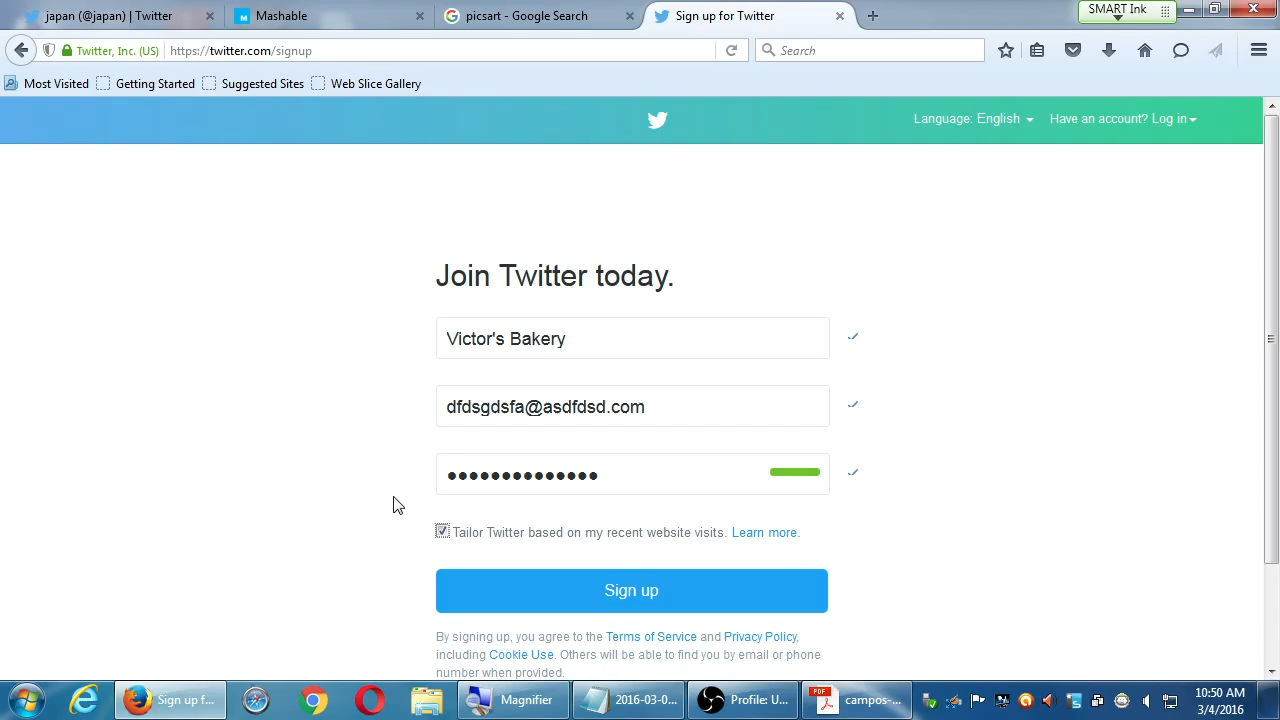 japan (@japan) | Twitter
Mashable
picsart - Google Search
Sign up for Twitter
SMART Ink
Twitter, Inc. (US)
https://twitter.com/signup
Search
Most Visited
Getting Started
Suggested Sites
Web Slice Gallery
Language: English
Have an account? Log in
Join Twitter today.
Victor's Bakery
dfdsgdsfa@asdfdsd.com
Tailor Twitter based on my recent website visits. Learn more.
Sign up
By signing up, you agree to the Terms of Service and Privacy Policy,
including Cookie Use. Others will be able to find you by email or phone
number when provided.
Sign up f...
Magnifier
2016-03-0...
Profile: U...
PDF
campos-...
10:50 AM
3/4/2016